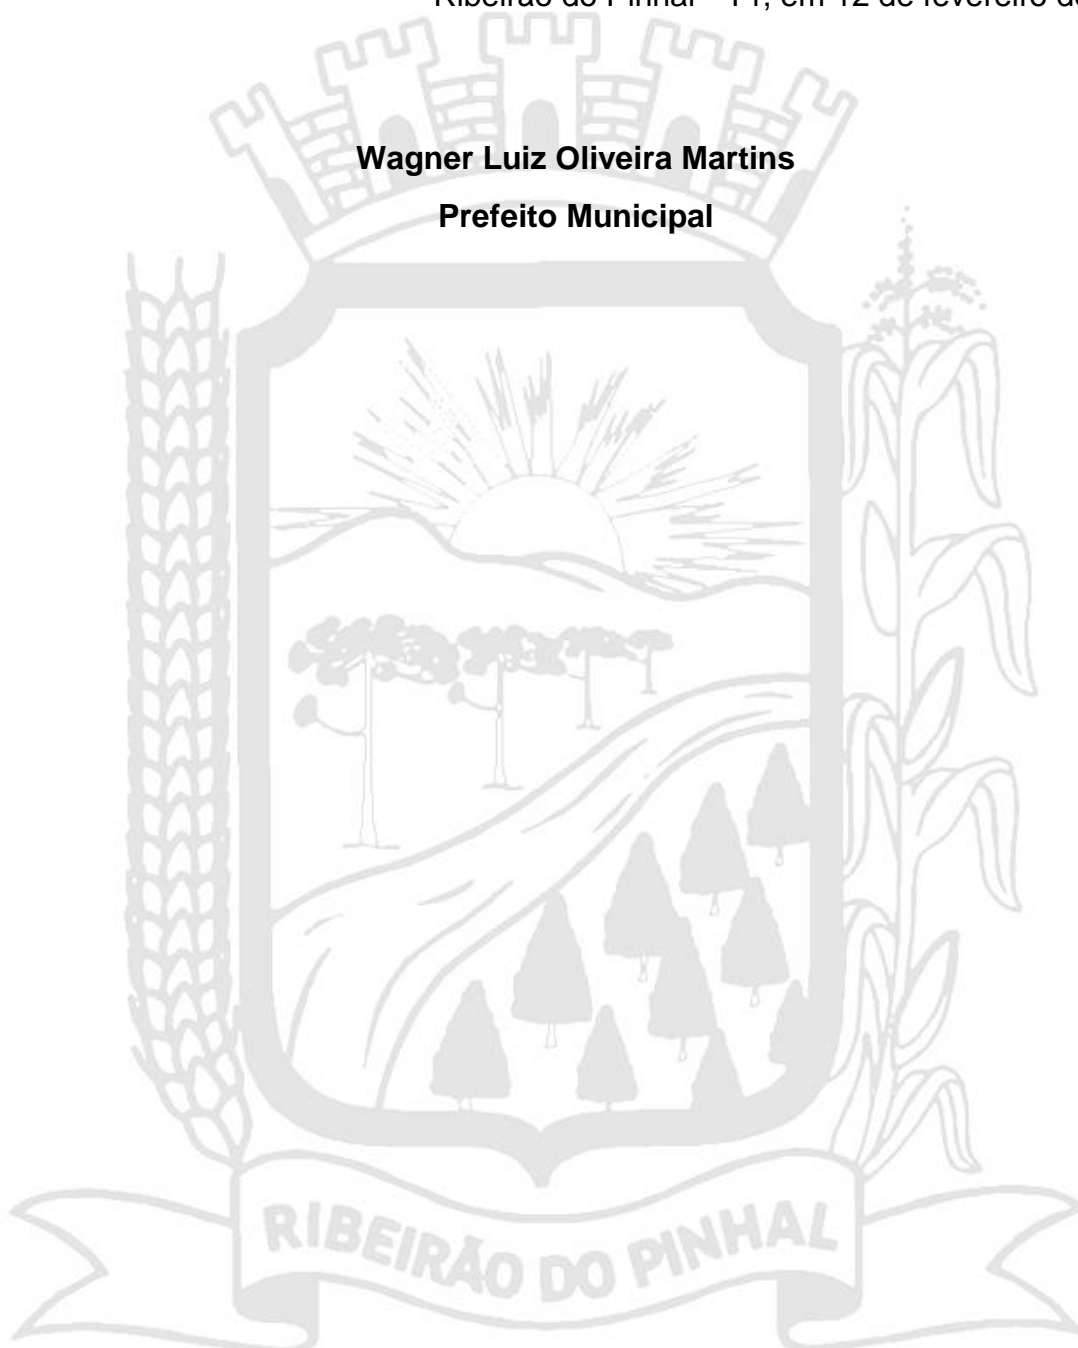 Ribeirão do Pinhal - PR, em 12 de fevereiro de
Wagner Luiz Oliveira Martins
Prefeito Municipal
RIBEIRÃO DO PINHAL